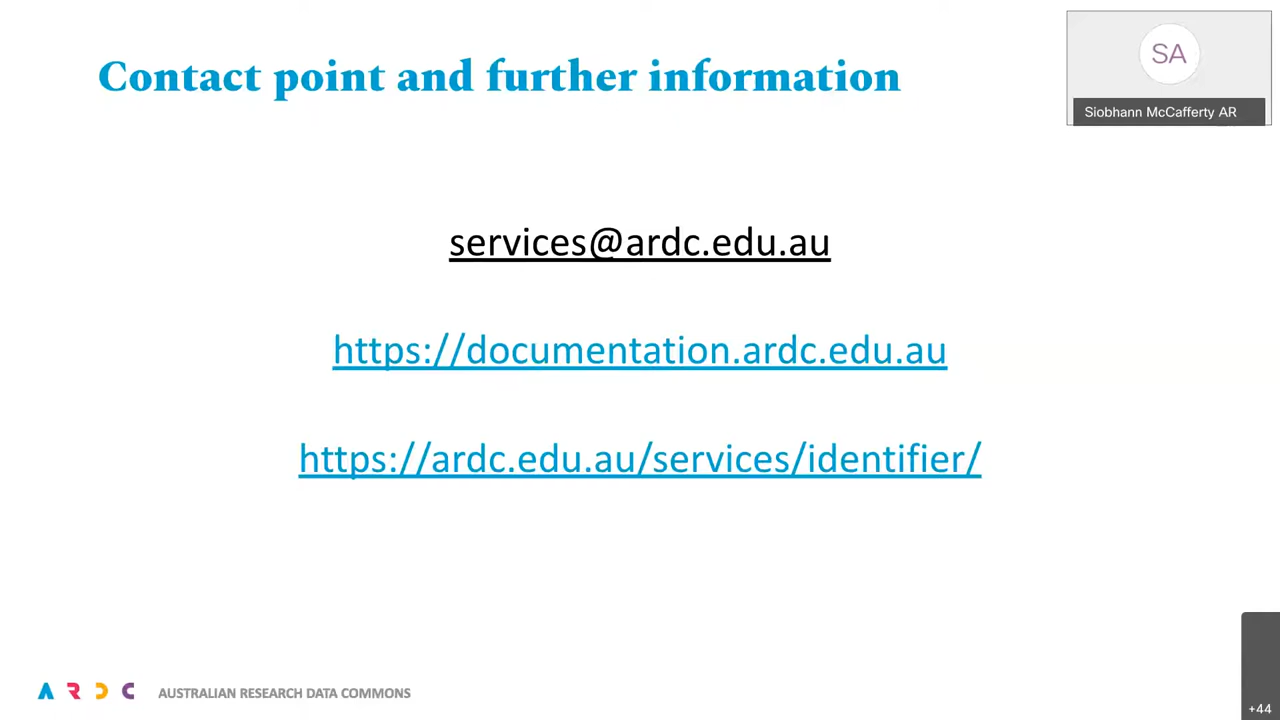 Contact point and further information
SA
Siobhann McCafferty AR
services@ardc.edu.au
https://documentation.ardc.edu.au
https://ardc.edu.au/services/identifier/
ARDC AUSTRALIAN RESEARCH DATA COMMONS
+44